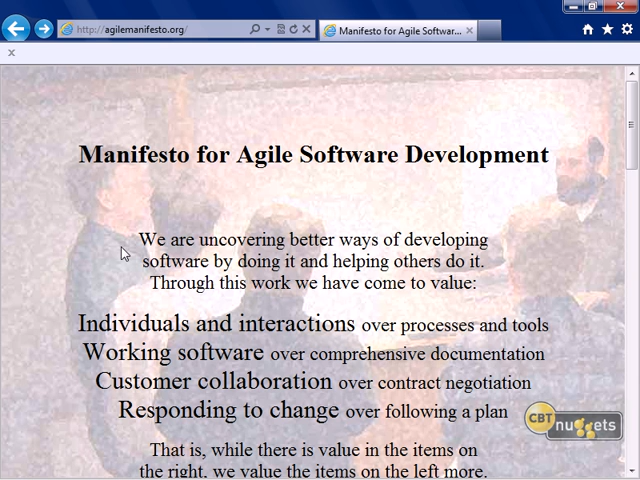 http://agilemanifesto.org/
Manifesto for Agile Softwar...
x
Manifesto for Agile Software Development
We are uncovering better ways of developing
software by doing it and helping others do it.
Through this work we have come to value:
Individuals and interactions over processes and tools
Working software over comprehensive documentation
Customer collaboration over contract negotiation
Responding to change over following a plan
CBT nuggets
That is, while there is value in the items on
the right, we value the items on the left more.